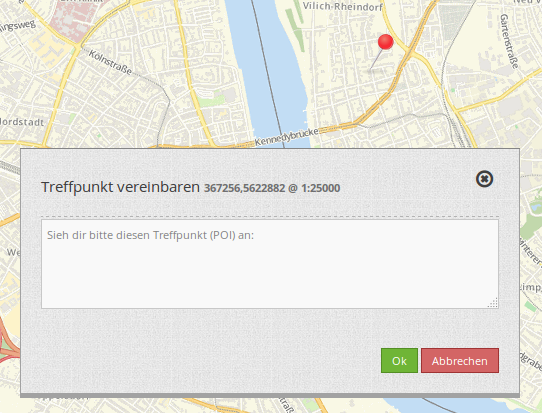 Vilich-Rheindorf
Gartenstraße
Kölnstraße
Nordstadt
Kennedybrücke
Treffpunkt vereinbaren 367256,5622882 @ 1:25000
Sieh dir bitte diesen Treffpunkt (POI) an:
Ok
Abbrechen